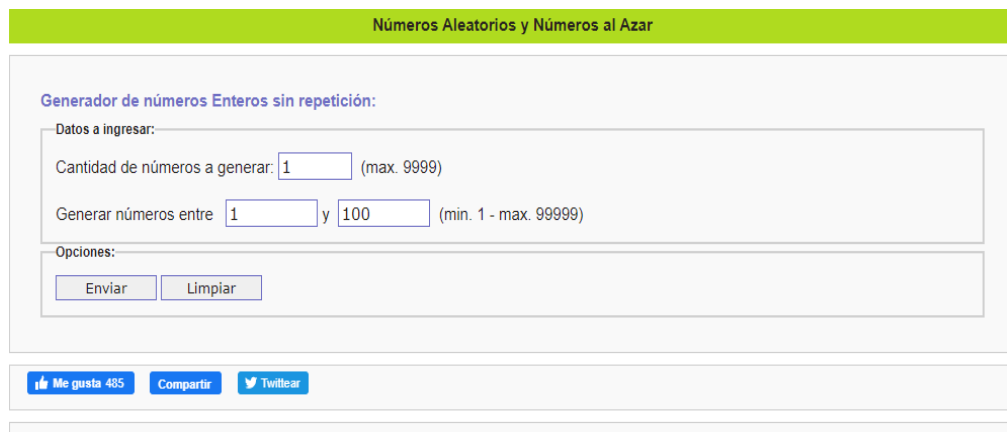 Números Aleatorios y Números al Azar
Generador de números Enteros sin repetición:
Datos a ingresar:
Cantidad de números a generar: 1 (max. 9999)
Generar números entre 1 y 100 (min. 1 - max. 99999)
Opciones:
Enviar Limpiar
Me gusta 485 Compartir Twittear